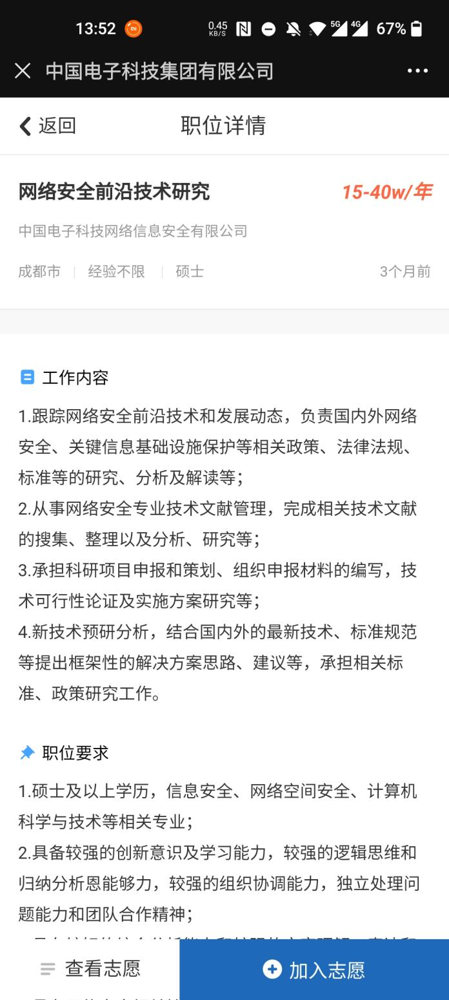 13:52
0.45
KB/S
5G
4G
67%
中国电子科技集团有限公司
返回
职位详情
网络安全前沿技术研究
15-40w/年
中国电子科技网络信息安全有限公司
成都市 经验不限 硕士
3个月前
工作内容
1.跟踪网络安全前沿技术和发展动态，负责国内外网络
安全、关键信息基础设施保护等相关政策、法律法规、
标准等的研究、分析及解读等；
2.从事网络安全专业技术文献管理，完成相关技术文献
的搜集、整理以及分析、研究等；
3.承担科研项目申报和策划、组织申报材料的编写，技
术可行性论证及实施方案研究等；
4.新技术预研分析，结合国内外的最新技术、标准规范
等提出框架性的解决方案思路、建议等，承担相关标
准、政策研究工作。
职位要求
1.硕士及以上学历，信息安全、网络空间安全、计算机
科学与技术等相关专业；
2.具备较强的创新意识及学习能力，较强的逻辑思维和
归纳分析恩能够力，较强的组织协调能力，独立处理问
题能力和团队合作精神；
查看志愿
加入志愿